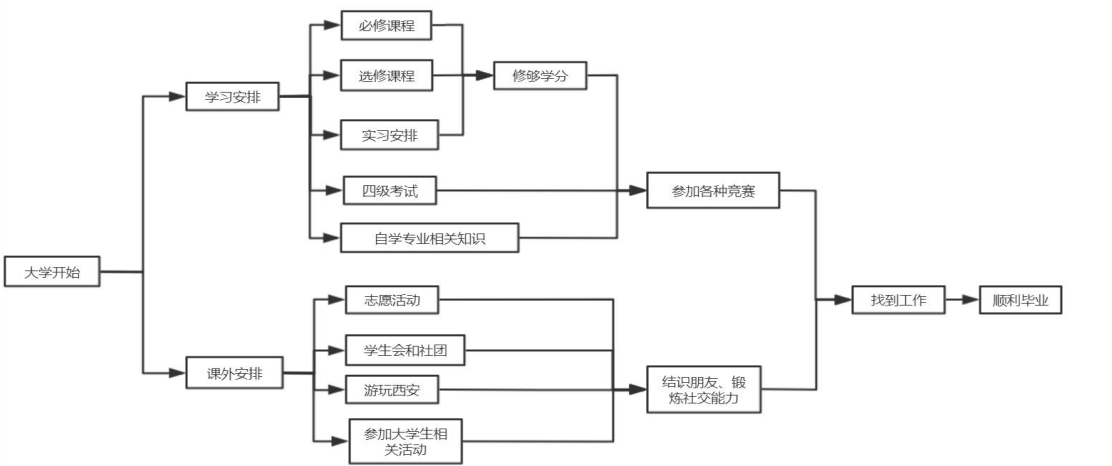 必修课程
选修课程
修够学分
学习安排
实习安排
四级考试
参加各种竞赛
自学专业相关知识
大学开始
志愿活动
找到工作
顺利毕业
学生会和社团
课外安排
游玩西安
结识朋友、锻
炼社交能力
参加大学生相
关活动